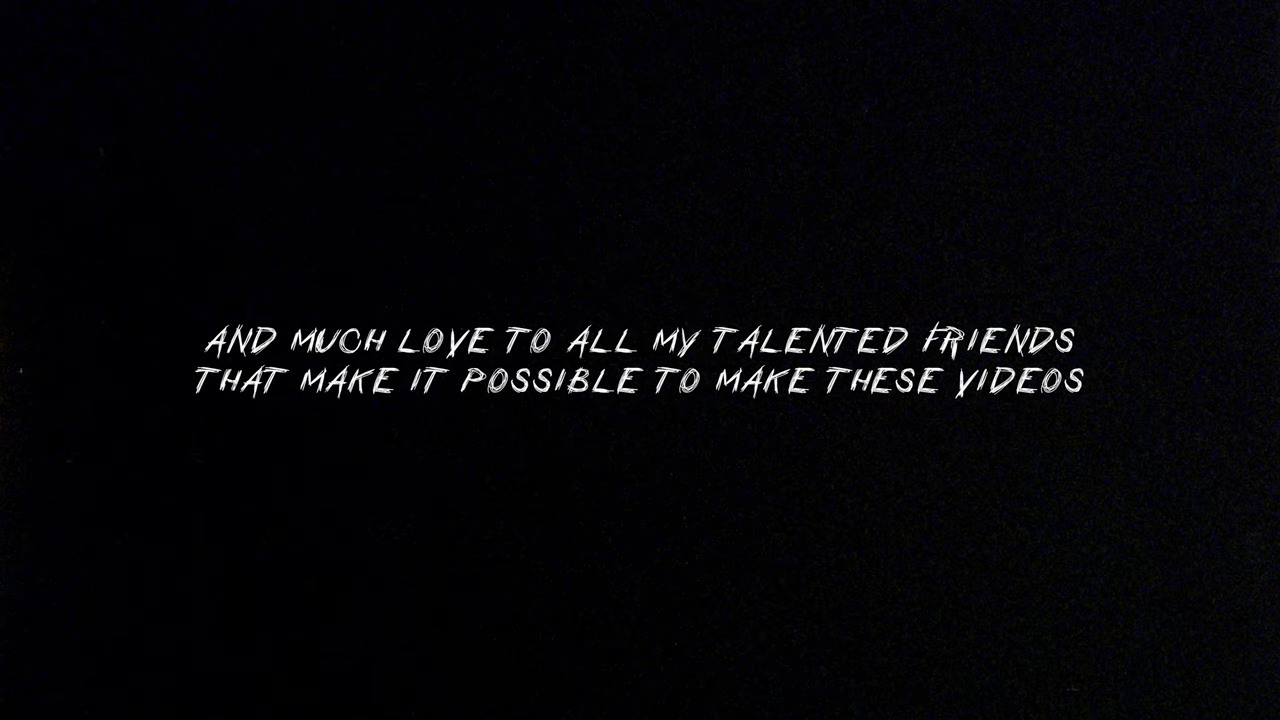 AND MUCH LOVE TO ALL MY TALENTED FRIENDS
THAT MAKE IT POSSIBLE TO MAKE THESE VIDEOS